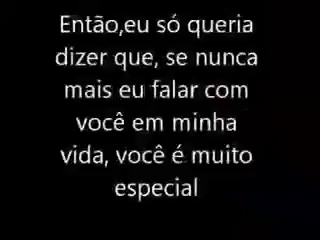 Então,eu só queria
dizer que, se nunca
mais eu falar com
você em minha
vida, você é muito
especial